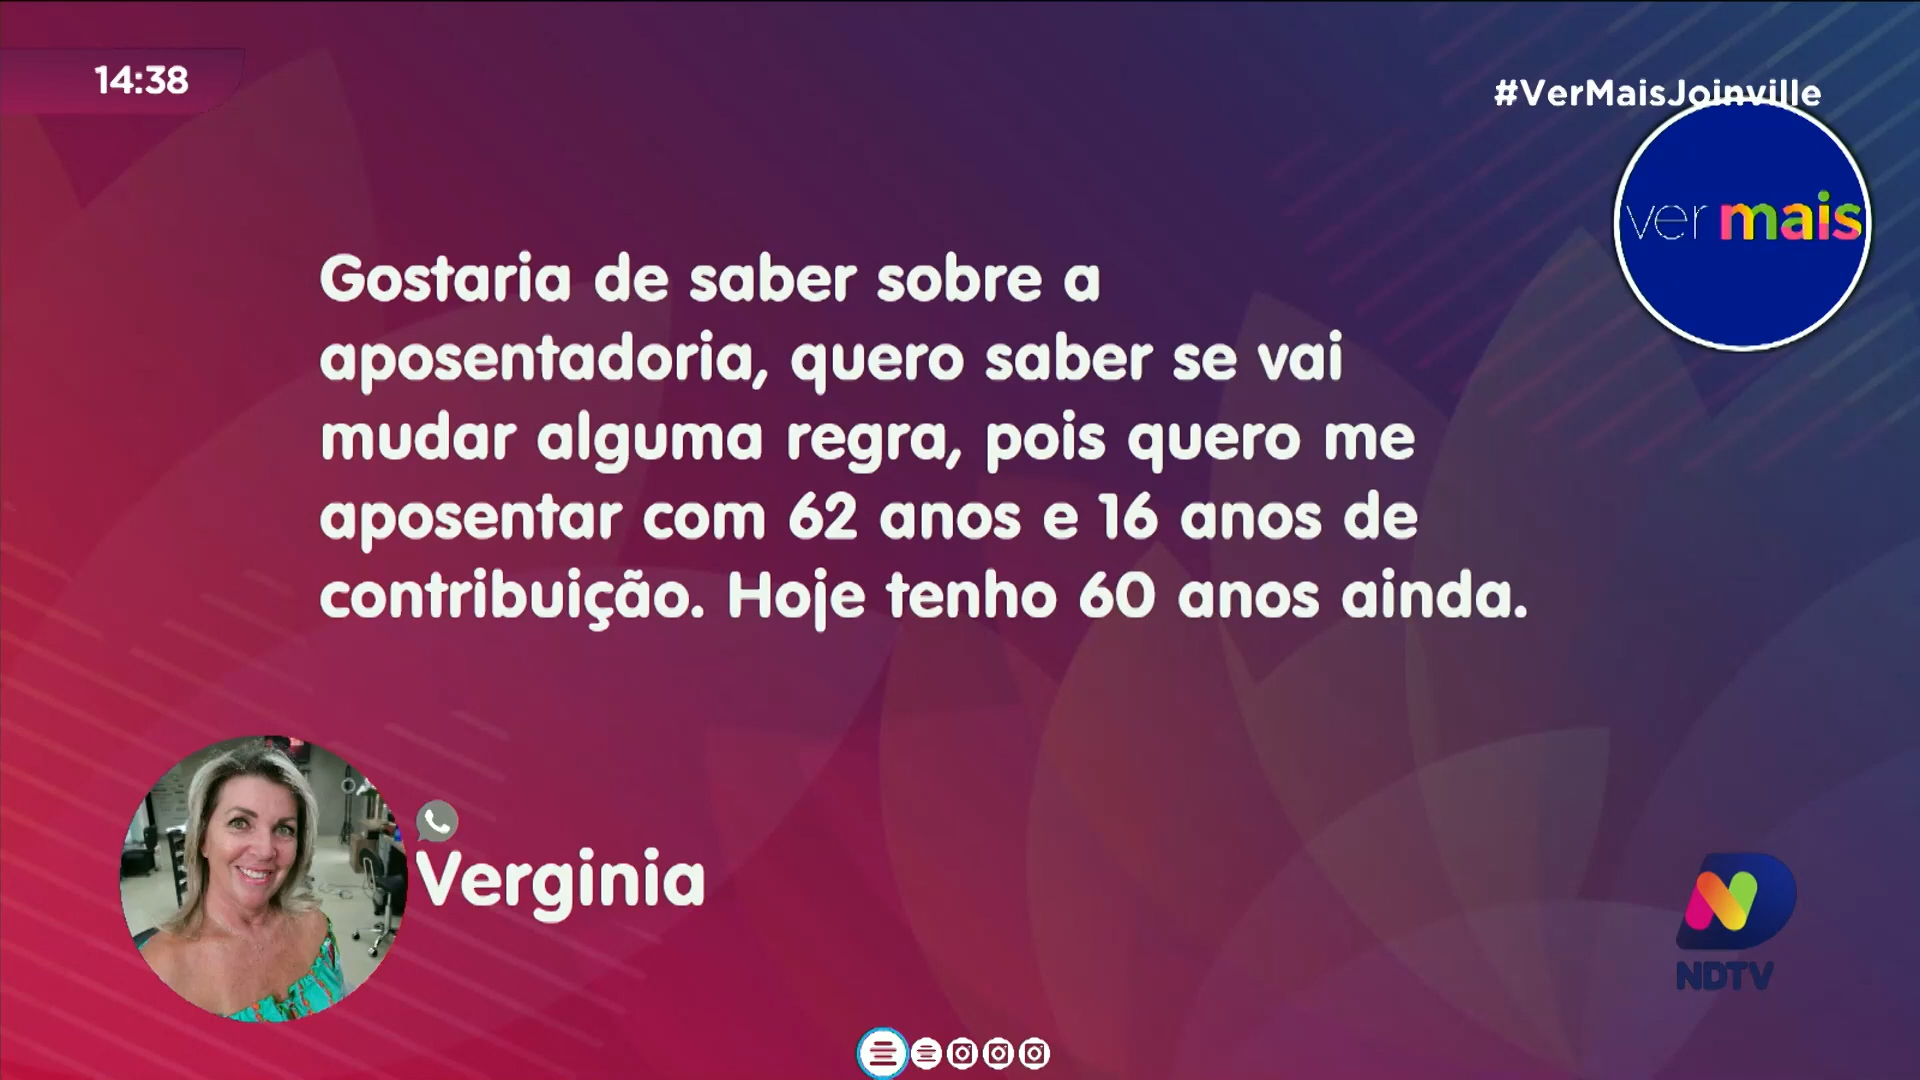 14:38
#VerMaisJoinville
ver mais
Gostaria de saber sobre a
aposentadoria, quero saber se vai
mudar alguma regra, pois quero me
aposentar com 62 anos e 16 anos de
contribuição. Hoje tenho 60 anos ainda.
Verginia
NDTV